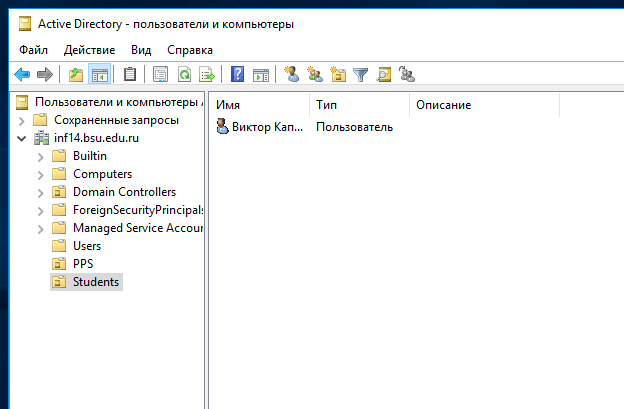 Active Directory - пользователи и компьютеры
Файл Действие Вид Справка
Пользователи и компьютеры
Сохраненные запросы
inf14.bsu.edu.ru
Builtin
Computers
Domain Controllers
ForeignSecurityPrincipals
Managed Service Accour
Users
PPS
Students
Имя Тип Описание
Виктор Кап... Пользователь